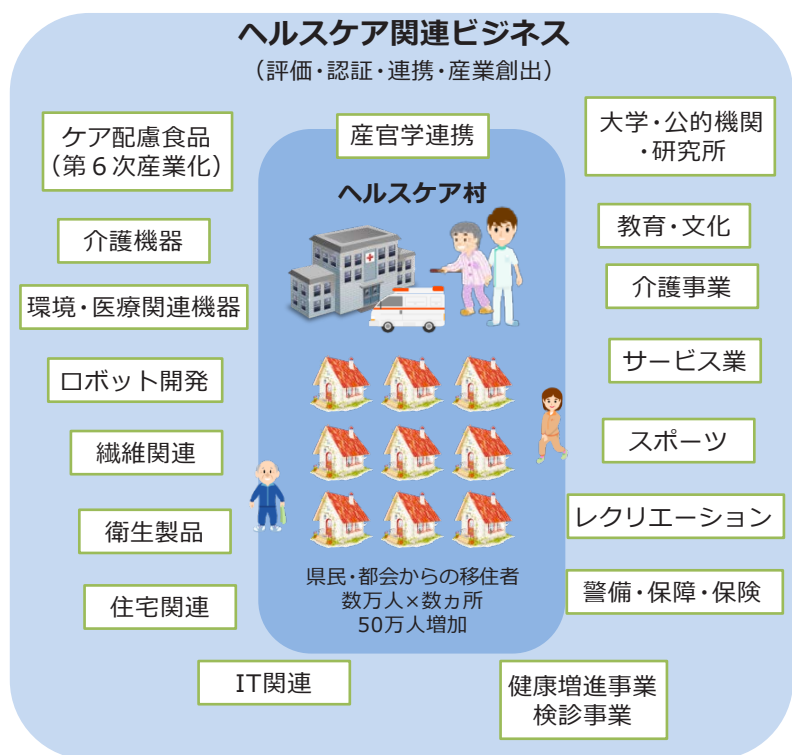 ヘルスケア関連ビジネス
（評価・認証・連携・産業創出）
産官学連携
ケア配慮食品
（第６次産業化）
介護機器
環境・医療関連機器
ロボット開発
繊維関連
衛生製品
住宅関連
IT関連
ヘルスケア村
県民・都会からの移住者
数万人×数ヵ所
50万人増加
大学・公的機関
・研究所
教育・文化
介護事業
サービス業
スポーツ
レクリエーション
警備・保障・保険
健康増進事業
検診事業